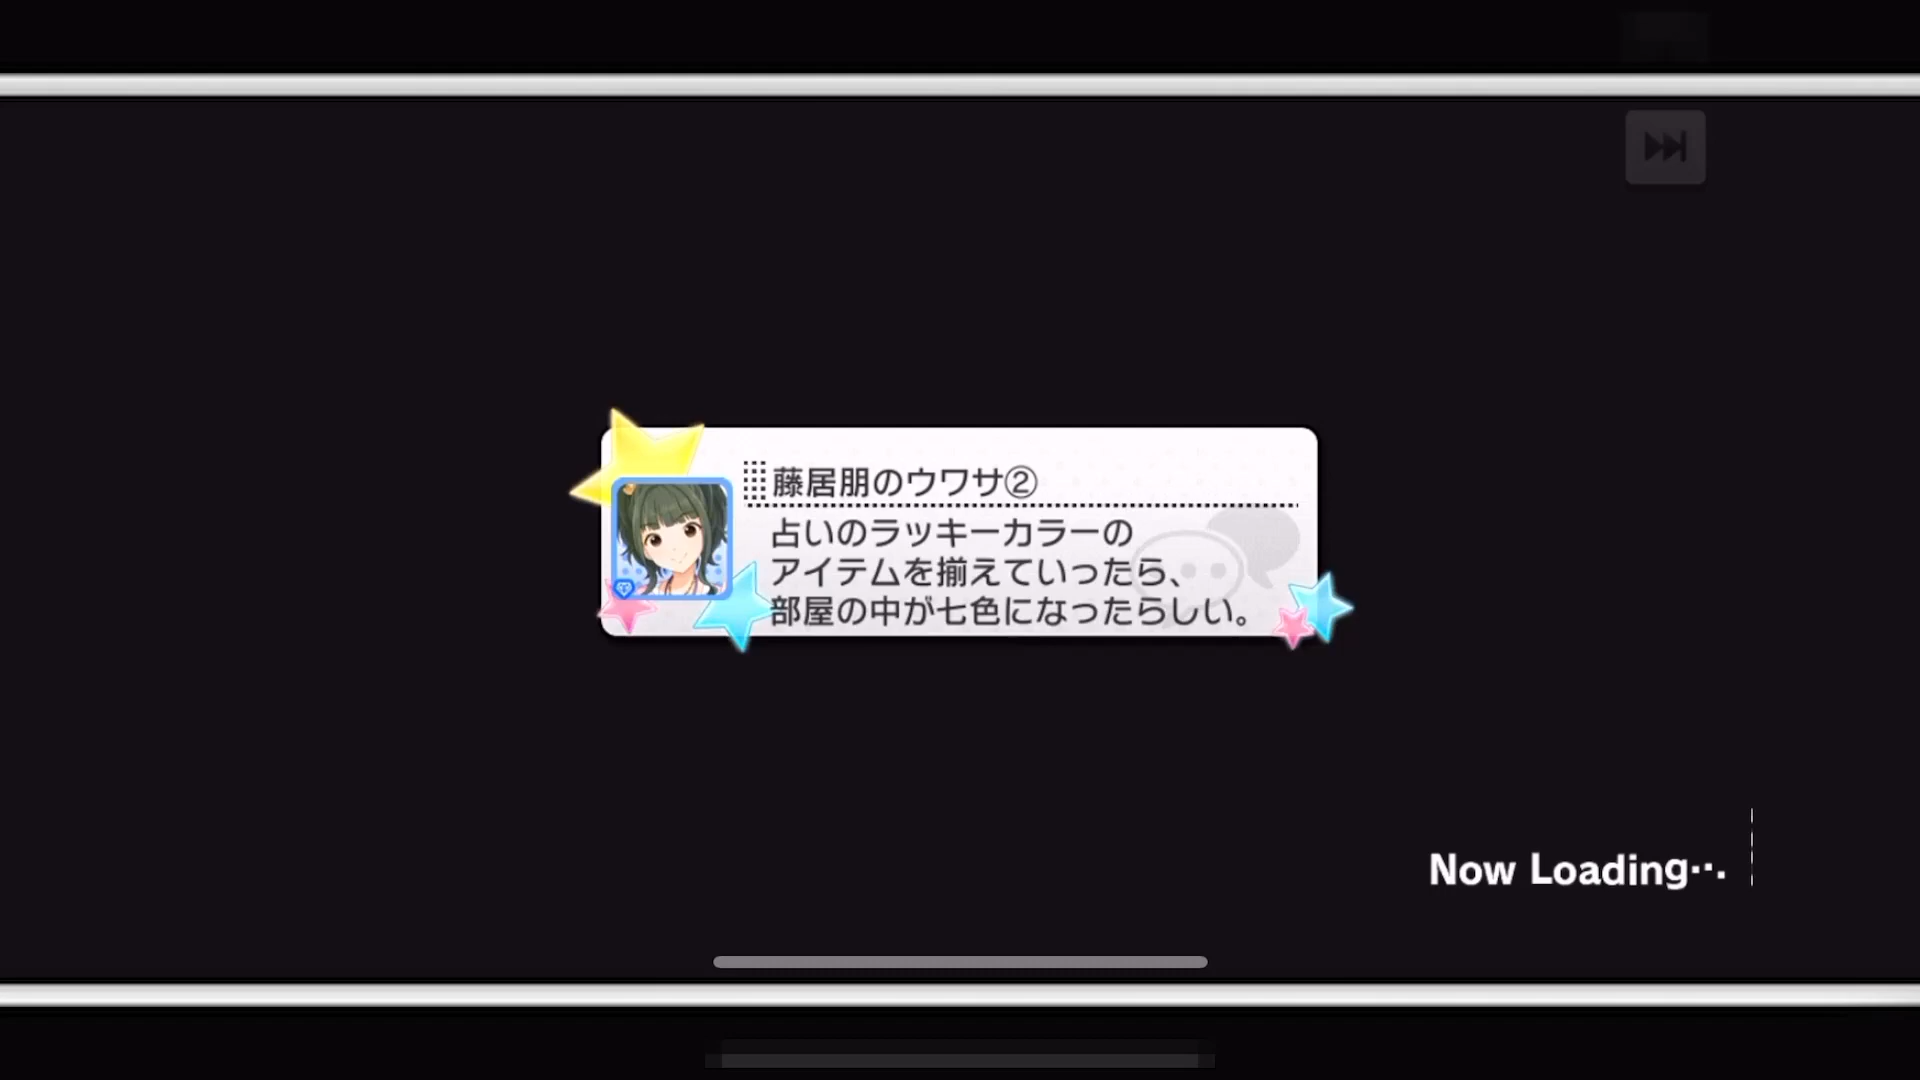 藤居朋のウワサ②
占いのラッキーカラーの
アイテムを揃えていったら、
部屋の中が七色になったらしい。
Now Loading...